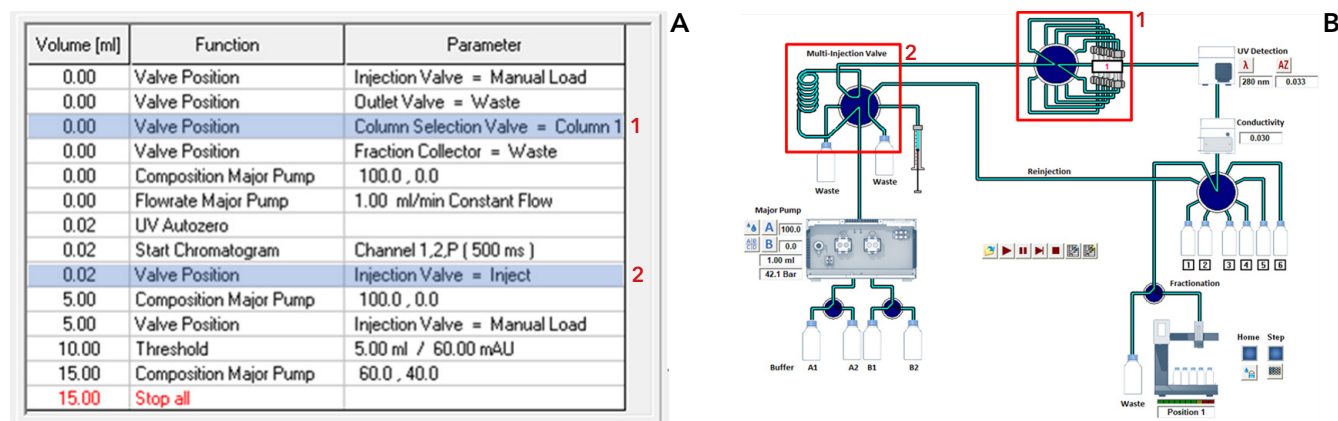 A
Volume [ml] Function Parameter
0.00 Valve Position Injection Valve = Manual Load
0.00 Valve Position Outlet Valve = Waste
0.00 Valve Position Column Selection Valve = Column 1 1
0.00 Valve Position Fraction Collector = Waste
0.00 Composition Major Pump 100.0 , 0.0
0.00 Flowrate Major Pump 1.00 ml/min Constant Flow
0.02 UV Autozero
0.02 Start Chromatogram Channel 1,2,P ( 500 ms )
0.02 Valve Position Injection Valve = Inject 2
5.00 Composition Major Pump 100.0 , 0.0
5.00 Valve Position Injection Valve = Manual Load
10.00 Threshold 5.00 ml / 60.00 mAU
15.00 Composition Major Pump 60.0 , 40.0
15.00 Stop all
B
1
2
Multi-Injection Valve
1
UV Detection
λ AZ
280 nm 0.033
Conductivity
0.030
Waste
Waste
Reinjection
Major Pump
A 100.0
B 0.0
1.00 ml
42.1 Bar
1 2 3 4 5 6
Fractionation
Home Step
Buffer A1 A2 B1 B2
Waste
Position 1